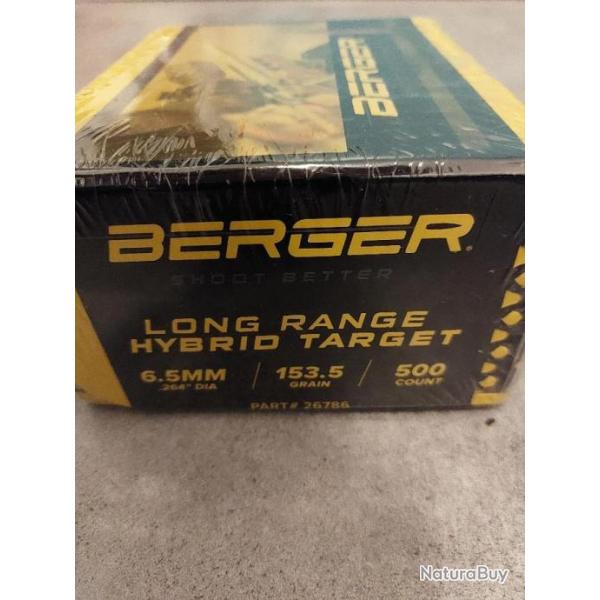 BERGER
BERGER®
SHOOT BETTER
LONG RANGE
HYBRID TARGET
6.5MM / 153.5 / 500
.264" DIA GRAIN COUNT
PART# 26786
NaturaBuy